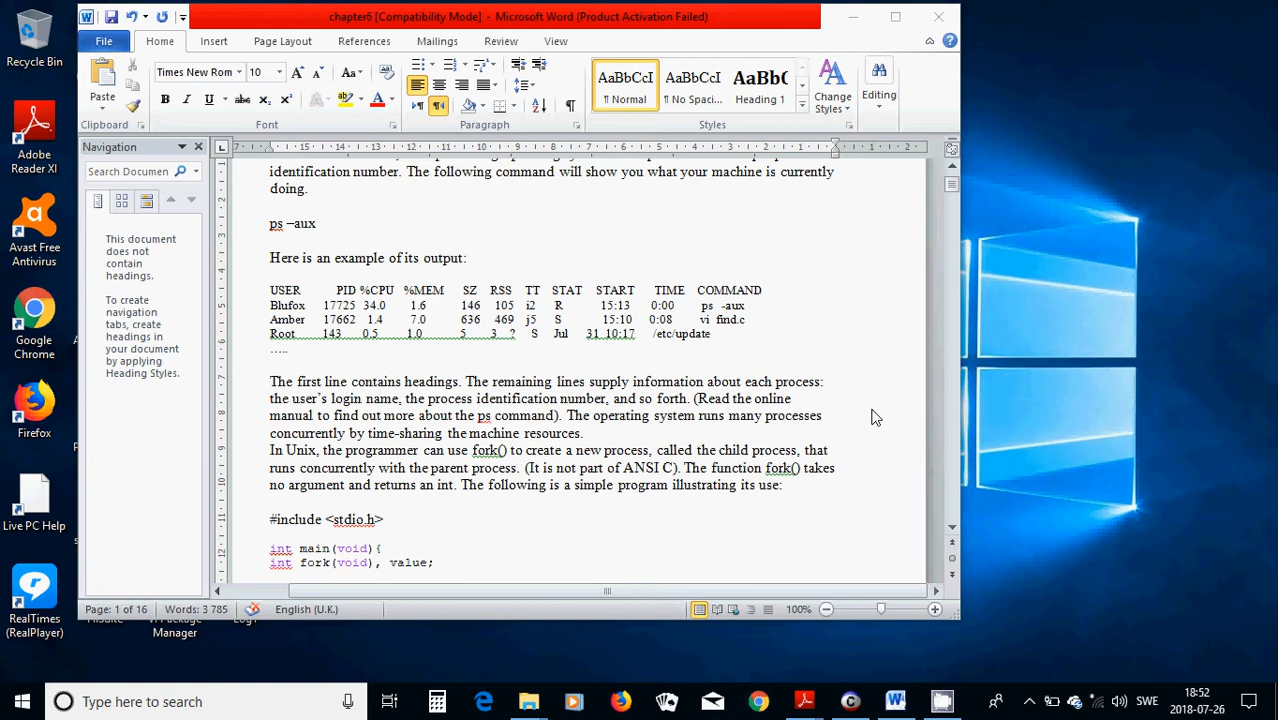 chapter6 [Compatibility Mode] - Microsoft Word (Product Activation Failed)
File Home Insert Page Layout References Mailings Review View
Paste
Times New Rom 10
AaBbCcI AaBbCcI AaBbC
¶ Normal ¶ No Spaci... Heading 1
Change Styles
Editing
Clipboard Font Paragraph Styles
Navigation
Search Documen
This document
does not
contain
headings.
To create
navigation
tabs, create
headings in
your document
by applying
Heading Styles.
identification number. The following command will show you what your machine is currently
doing.
ps –aux
Here is an example of its output:
USER PID %CPU %MEM SZ RSS TT STAT START TIME COMMAND
Blufox 17725 34.0 1.6 146 105 i2 R 15:13 0:00 ps -aux
Amber 17662 1.4 7.0 636 469 j5 S 15:10 0:08 vi find.c
Root 143 0.5 1.0 5 3 ? S Jul 31 10:17 /etc/update
.....
The first line contains headings. The remaining lines supply information about each process:
the user's login name, the process identification number, and so forth. (Read the online
manual to find out more about the ps command). The operating system runs many processes
concurrently by time-sharing the machine resources.
In Unix, the programmer can use fork() to create a new process, called the child process, that
runs concurrently with the parent process. (It is not part of ANSI C). The function fork() takes
no argument and returns an int. The following is a simple program illustrating its use:
#include <stdio.h>
int main(void){
int fork(void), value;
Page: 1 of 16 Words: 3 785 English (U.K.) 100%
Recycle Bin
Adobe
Reader XI
Avast Free
Antivirus
Google
Chrome
Firefox
Live PC Help
RealTimes
(RealPlayer)
Package
Manager
Type here to search
SWE
18:52
2018-07-26